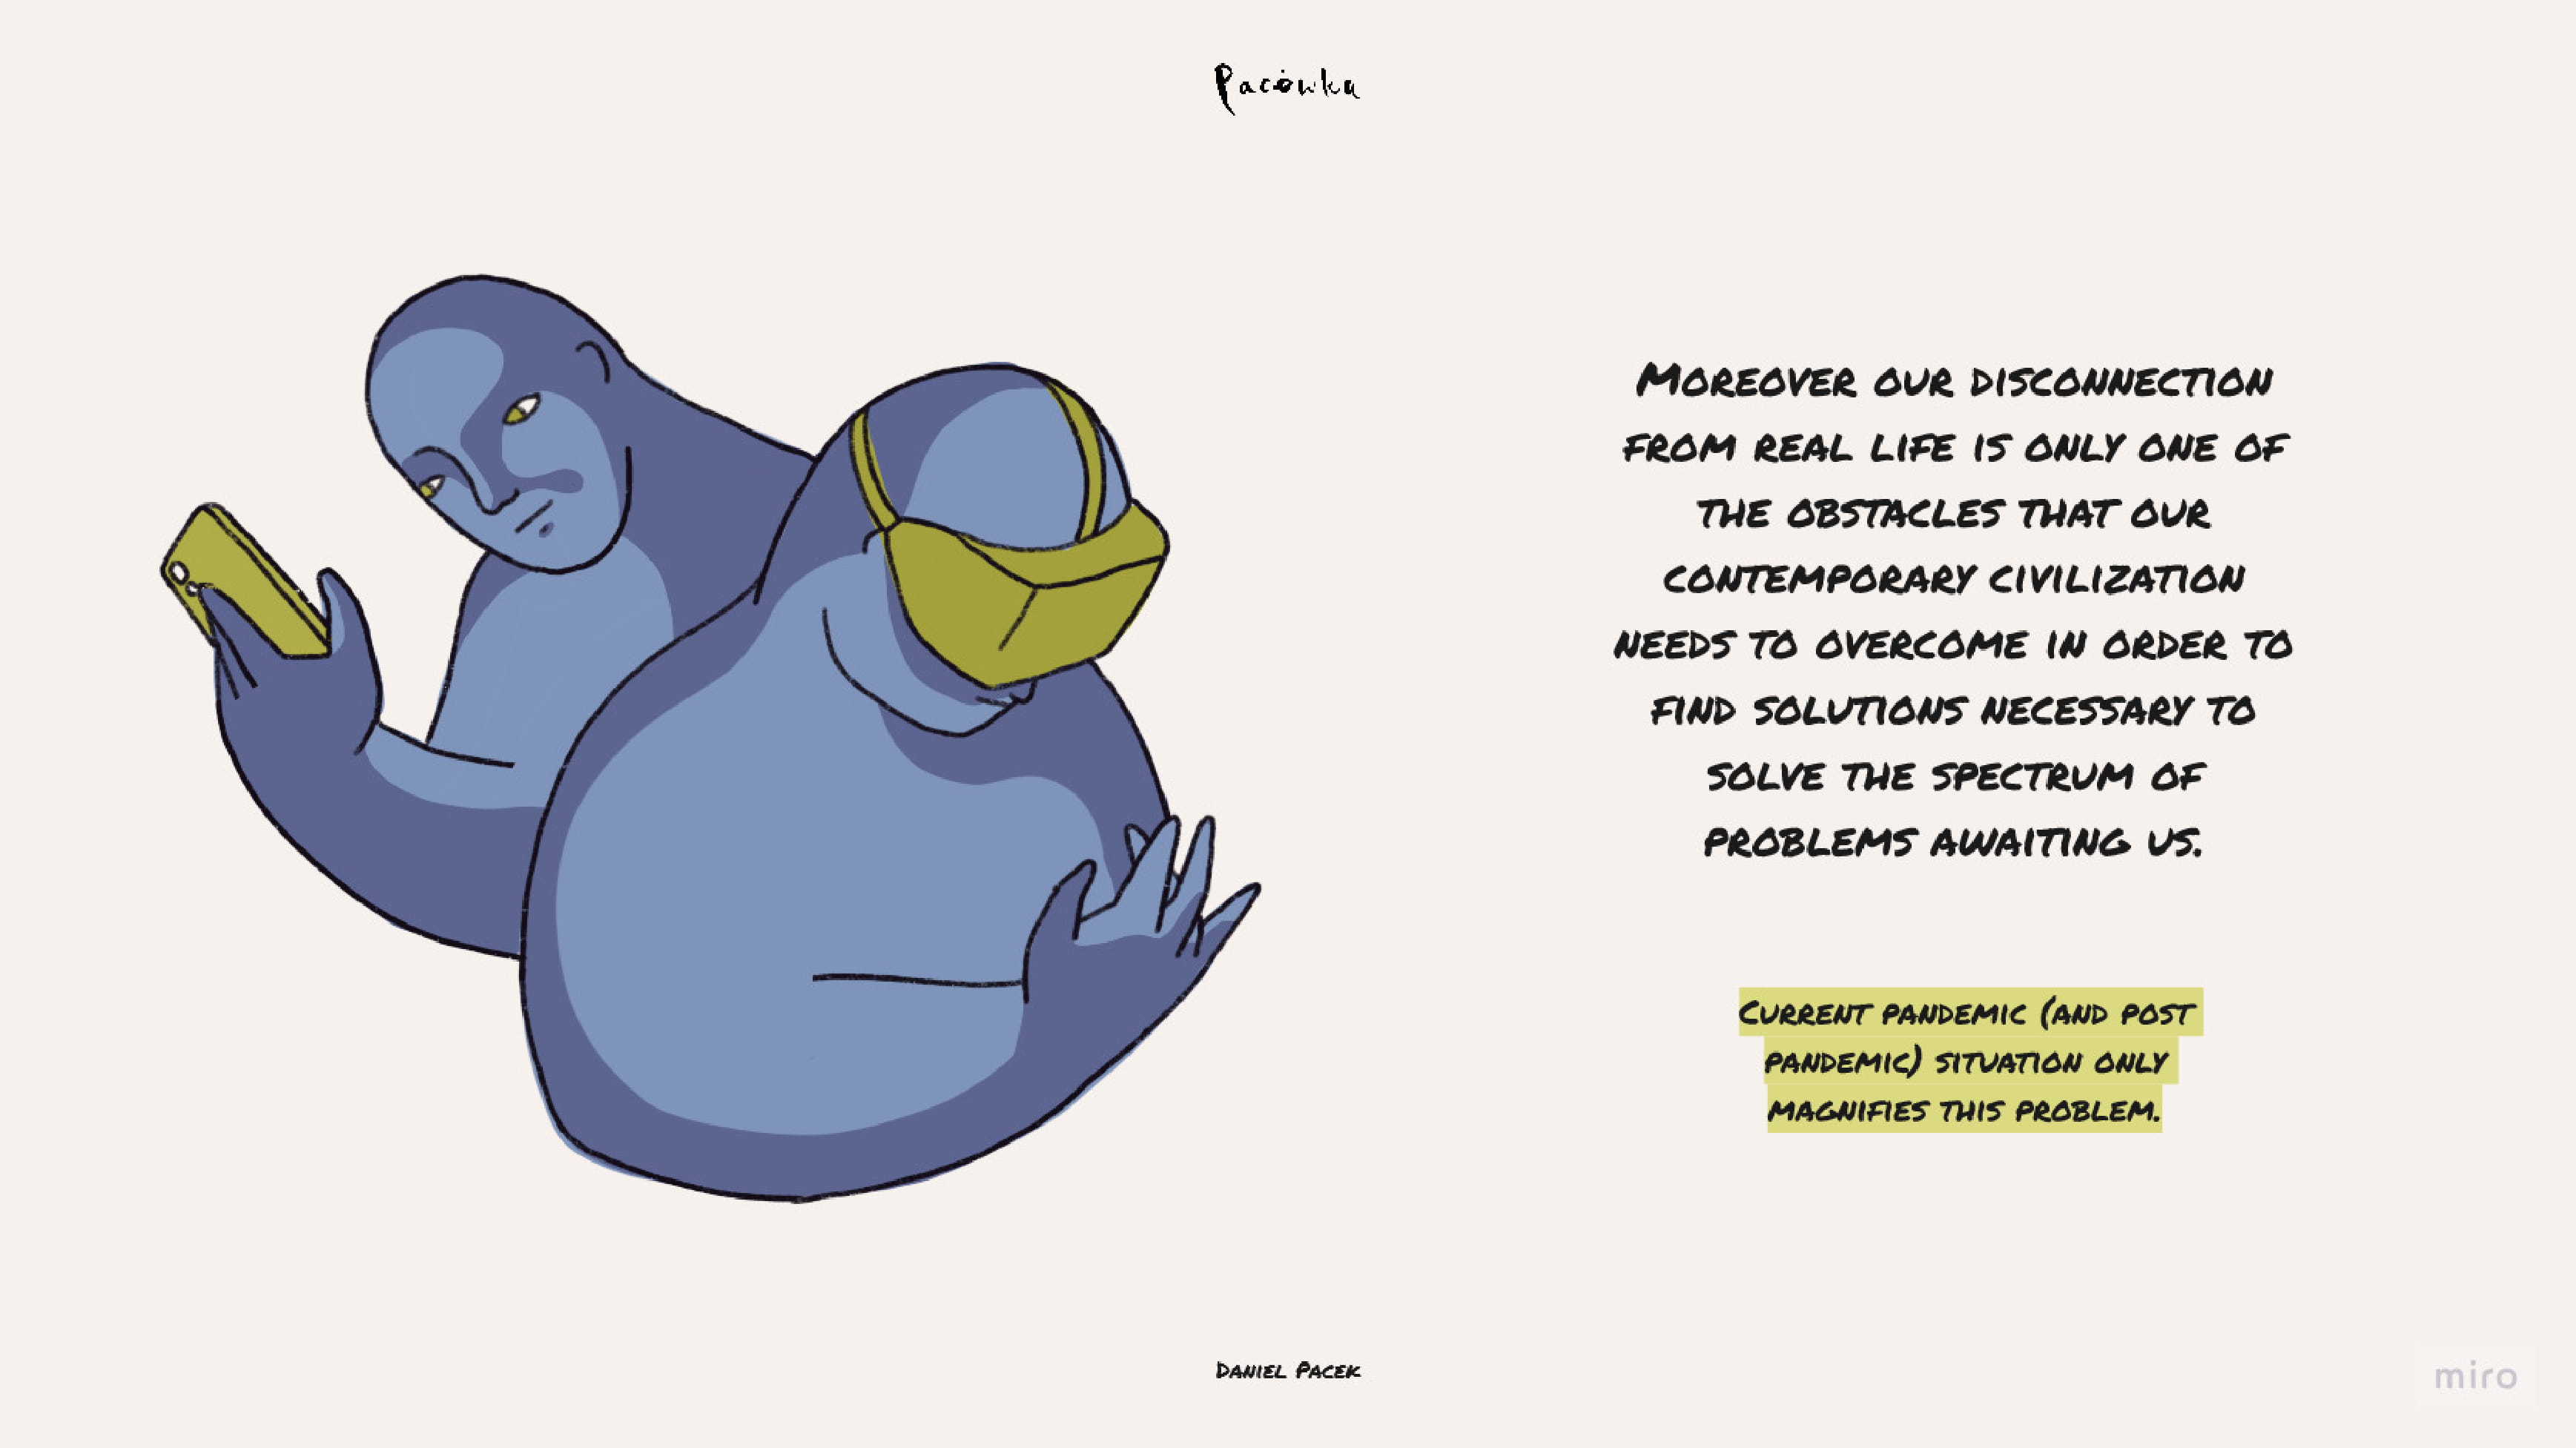 Pacówka
Moreover our disconnection
from real life is only one of
the obstacles that our
contemporary civilization
needs to overcome in order to
find solutions necessary to
solve the spectrum of
problems awaiting us.
Current pandemic (and post
pandemic) situation only
magnifies this problem.
Daniel Pacek
miro